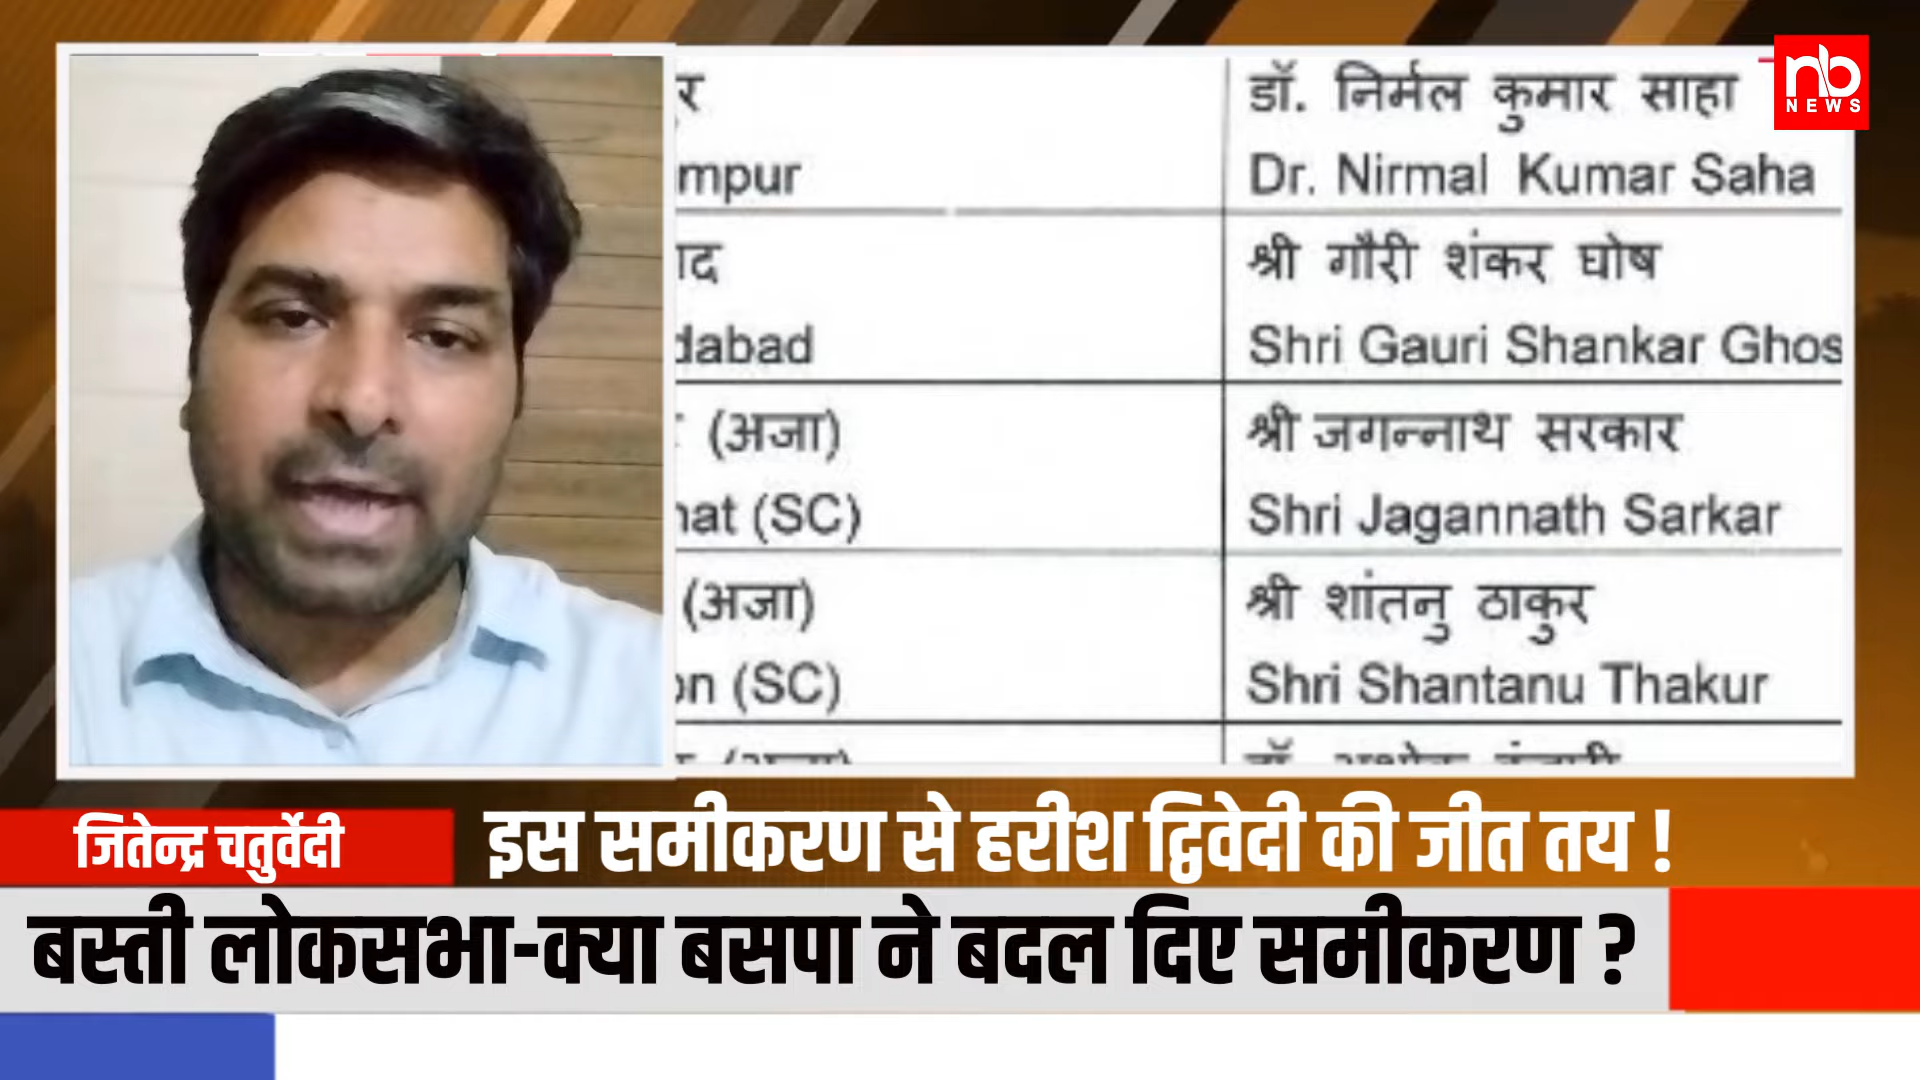 nb
NEWS
डॉ. निर्मल कुमार साहा
mpur
Dr. Nirmal Kumar Saha
श्री गौरी शंकर घोष
dabad
Shri Gauri Shankar Ghos
(अजा)
श्री जगन्नाथ सरकार
hat (SC)
Shri Jagannath Sarkar
(अजा)
श्री शांतनु ठाकुर
on (SC)
Shri Shantanu Thakur
जितेन्द्र चतुर्वेदी
इस समीकरण से हरीश द्विवेदी की जीत तय !
बस्ती लोकसभा-क्या बसपा ने बदल दिए समीकरण ?